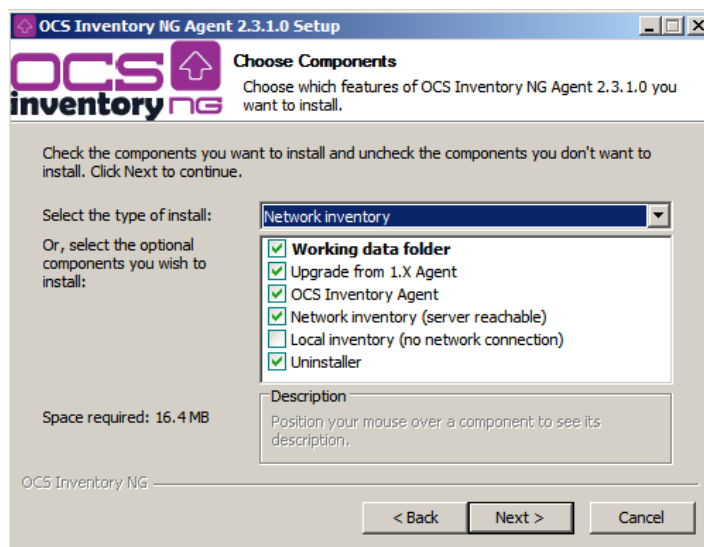 OCS Inventory NG Agent 2.3.1.0 Setup
OCS
inventory NG
Choose Components
Choose which features of OCS Inventory NG Agent 2.3.1.0 you
want to install.
Check the components you want to install and uncheck the components you don't want to
install. Click Next to continue.
Select the type of install:
Network inventory
Or, select the optional
components you wish to
install:
Working data folder
Upgrade from 1.X Agent
OCS Inventory Agent
Network inventory (server reachable)
Local inventory (no network connection)
Uninstaller
Space required: 16.4 MB
Description
Position your mouse over a component to see its
description.
OCS Inventory NG
< Back
Next >
Cancel